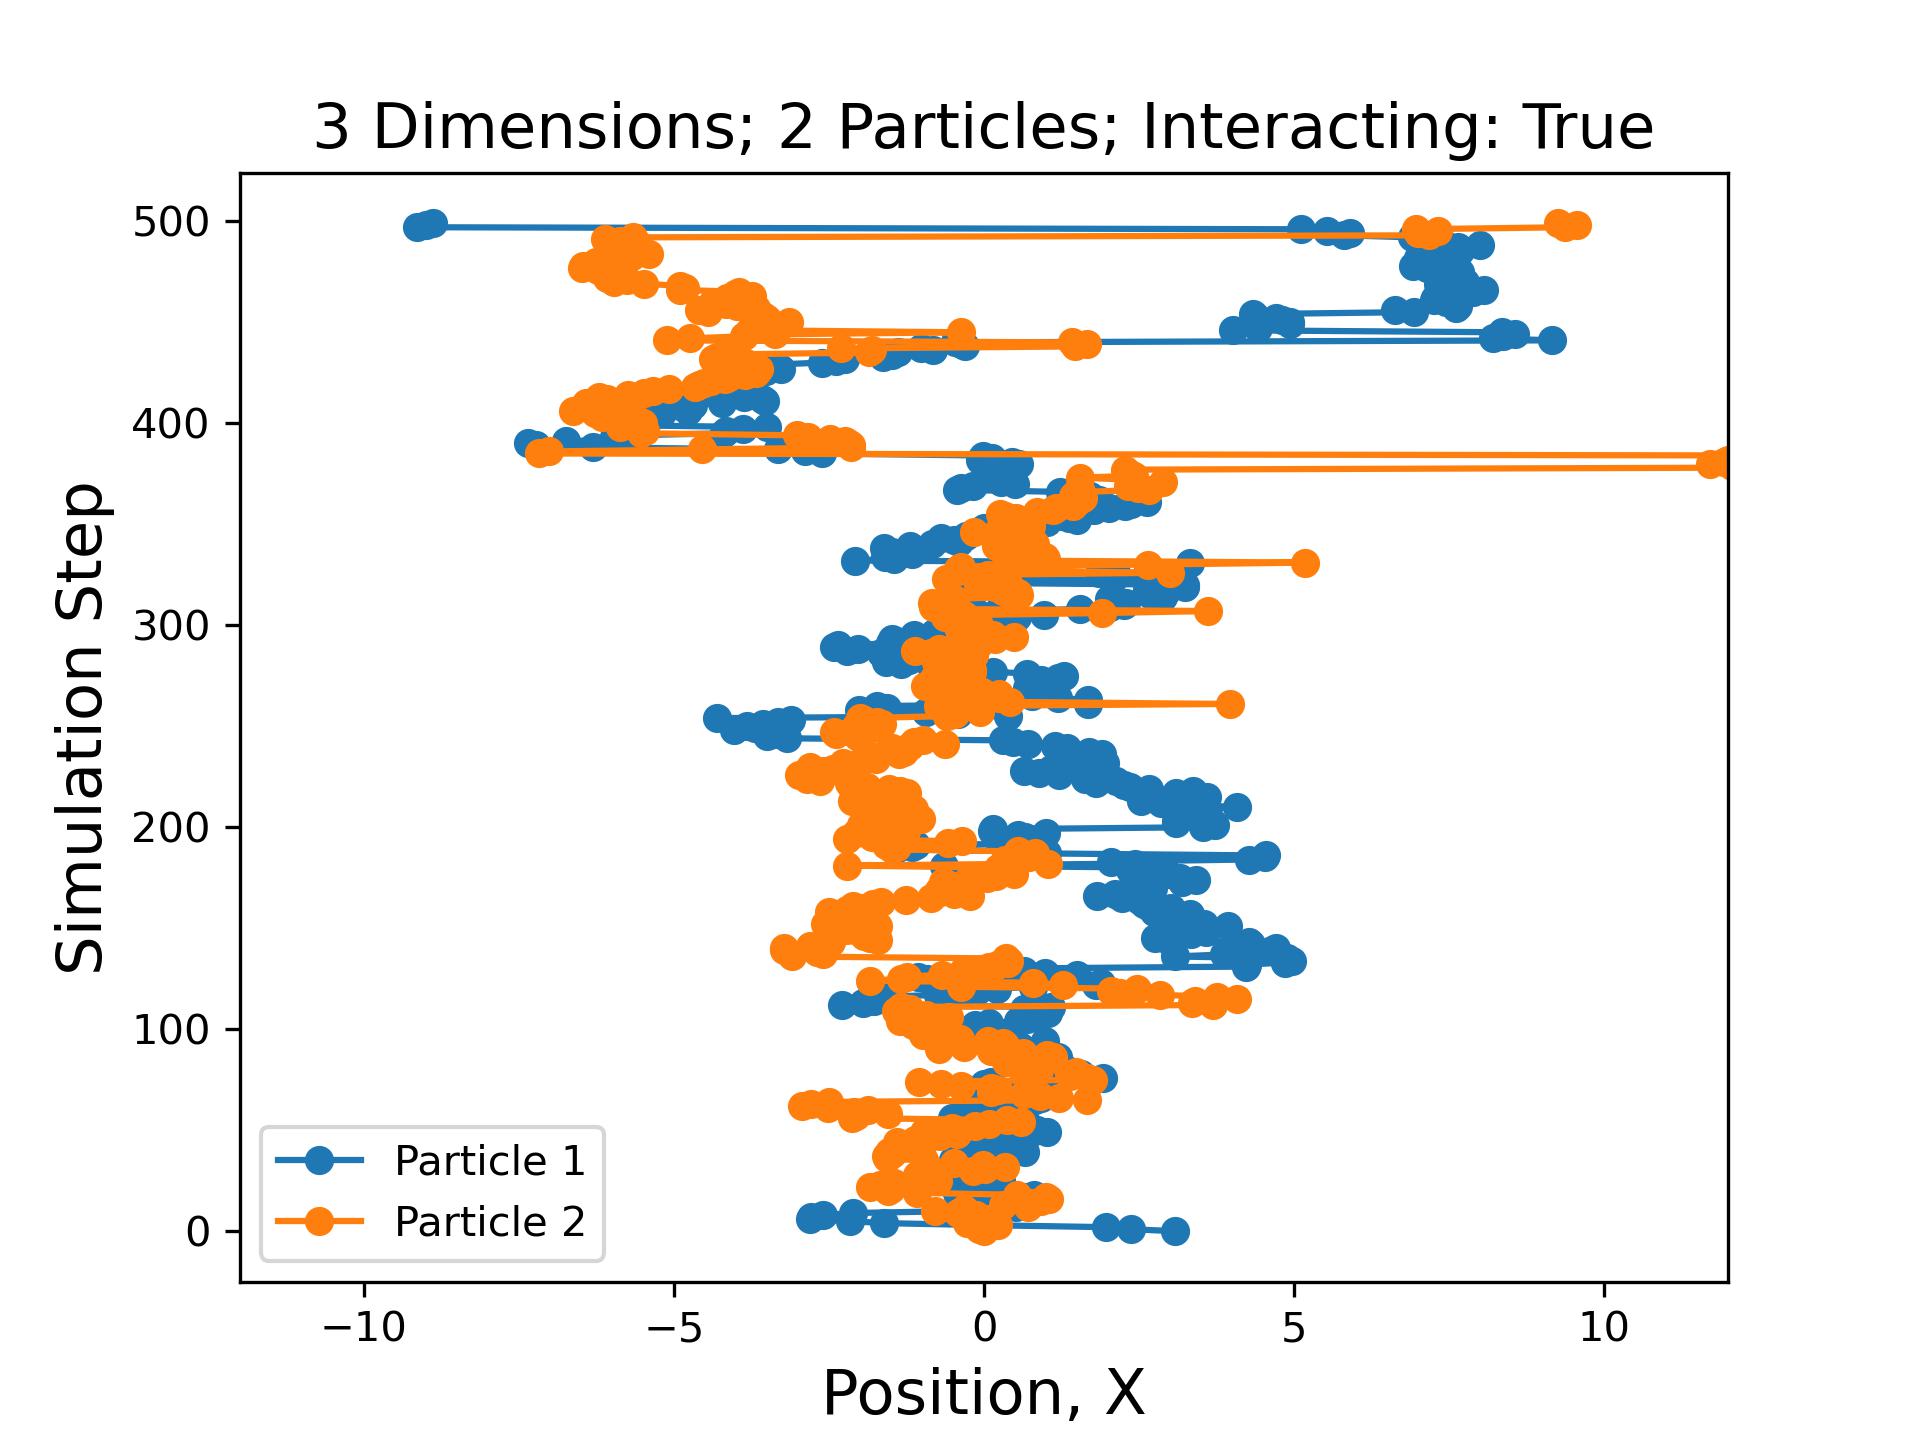 3 Dimensions; 2 Particles; Interacting: True
Simulation Step
500
400
300
200
100
0
Particle 1
Particle 2
−10
−5
0
5
10
Position, X